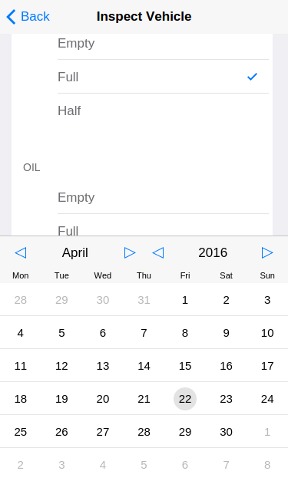 Back
Inspect Vehicle
Empty
Full
Half
OIL
Empty
Full
April
2016
Mon Tue Wed Thu Fri Sat Sun
28 29 30 31 1 2 3
4 5 6 7 8 9 10
11 12 13 14 15 16 17
18 19 20 21 22 23 24
25 26 27 28 29 30 1
2 3 4 5 6 7 8